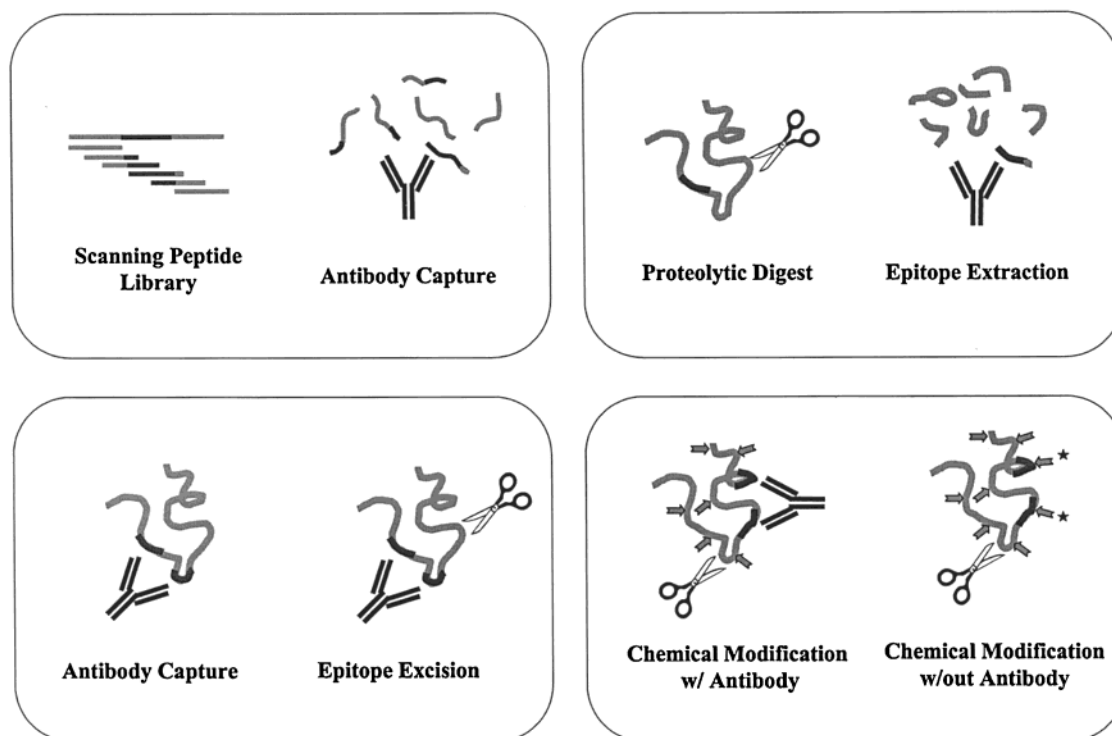 Scanning Peptide
Library
Antibody Capture
Proteolytic Digest
Epitope Extraction
Antibody Capture
Epitope Excision
Chemical Modification
w/ Antibody
Chemical Modification
w/out Antibody